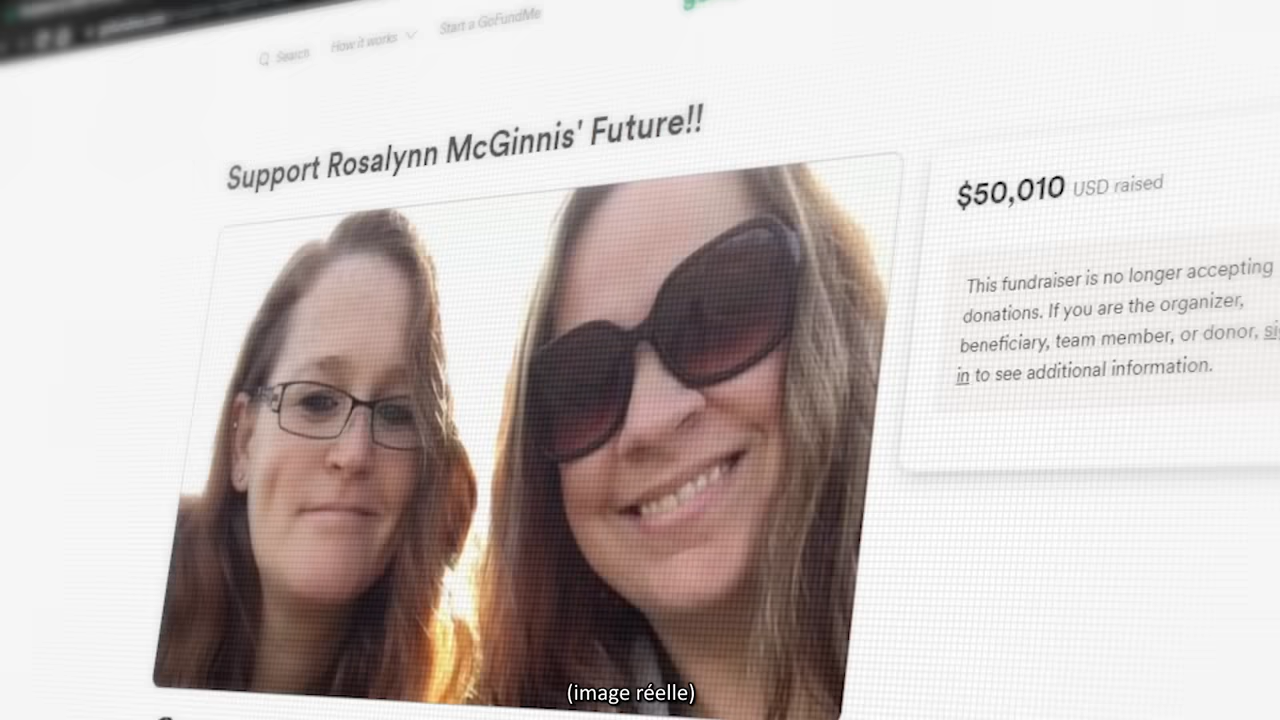 Search
How it works
Start a GoFundMe
Support Rosalynn McGinnis' Future!!
$50,010 USD raised
This fundraiser is no longer accepting
donations. If you are the organizer,
beneficiary, team member, or donor,
in to see additional information.
(image réelle)